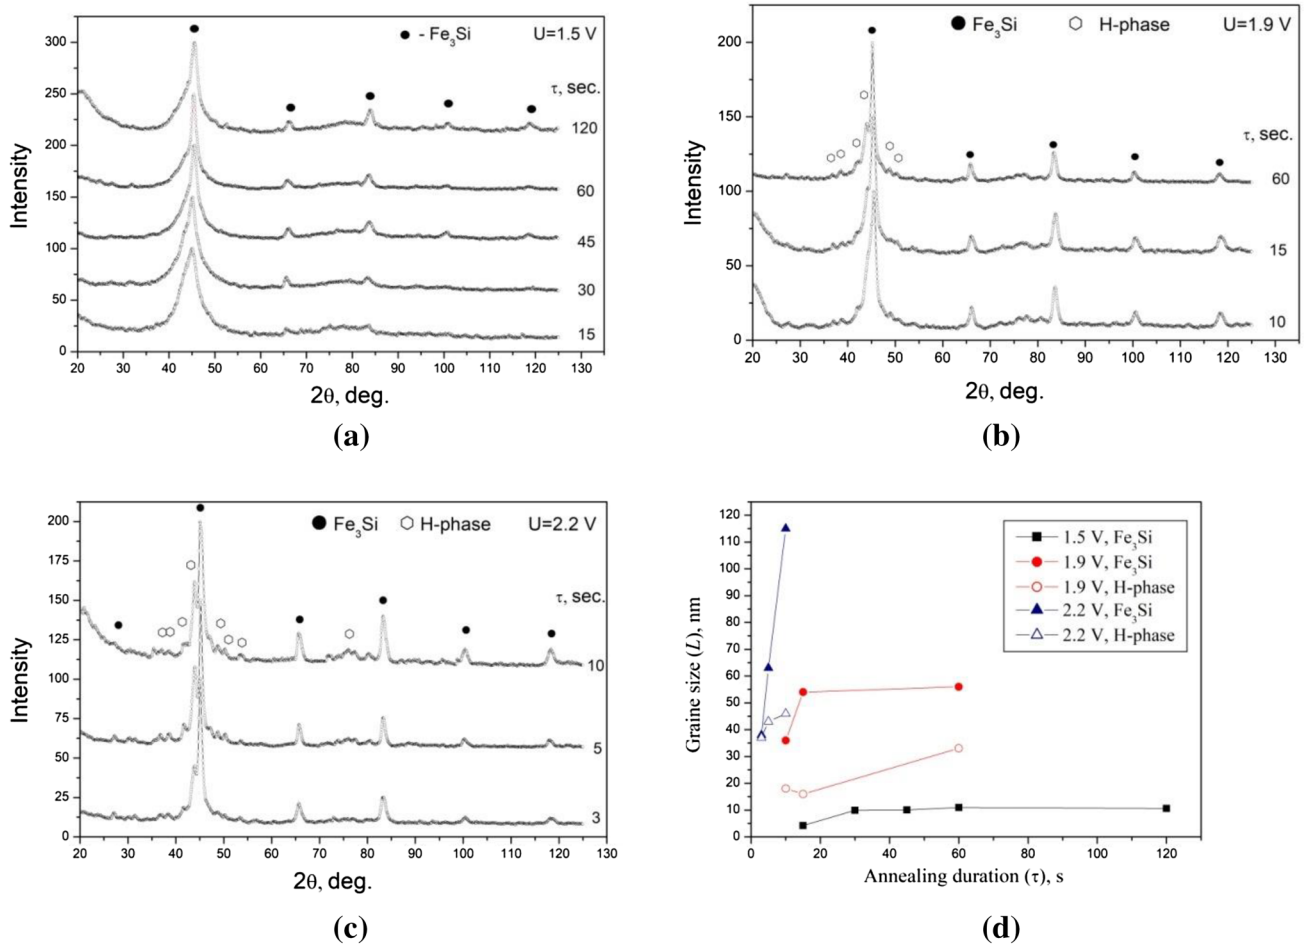 - Fe3Si U=1.5 V
τ, sec.
120
60
45
30
15
300
250
200
150
100
50
0
Intensity
20 30 40 50 60 70 80 90 100 110 120 130
2θ, deg.
(a)
Fe3Si H-phase U=1.9 V
τ, sec.
60
15
10
200
150
100
50
0
Intensity
20 30 40 50 60 70 80 90 100 110 120 130
2θ, deg.
(b)
Fe3Si H-phase U=2.2 V
τ, sec.
10
5
3
200
175
150
125
100
75
50
25
0
Intensity
20 30 40 50 60 70 80 90 100 110 120 130
2θ, deg.
(c)
1.5 V, Fe3Si
1.9 V, Fe3Si
1.9 V, H-phase
2.2 V, Fe3Si
2.2 V, H-phase
120
110
100
90
80
70
60
50
40
30
20
10
0
Graine size (L), nm
0 20 40 60 80 100 120
Annealing duration (τ), s
(d)